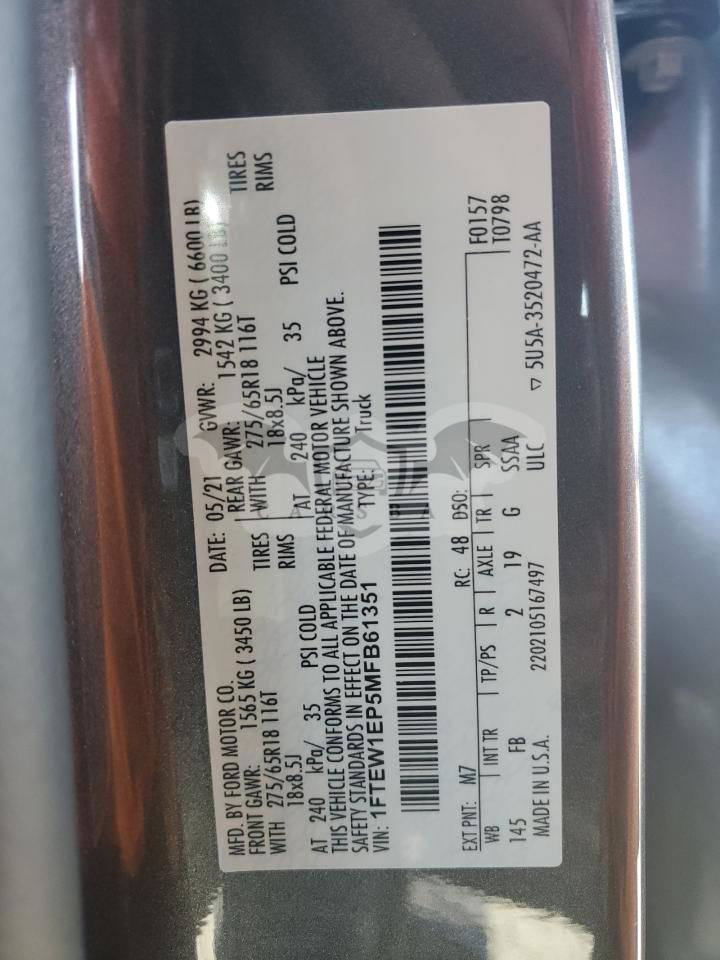 MFD. BY FORD MOTOR CO.
DATE: 05/21 GVWR: 2994 KG ( 6600 LB)
FRONT GAWR: 1565 KG ( 3450 LB) REAR GAWR: 1542 KG ( 3400 LB)
WITH 275/65R18 116T TIRES WITH 275/65R18 116T TIRES
18x8.5J RIMS 18x8.5J RIMS
AT 240 kPa/ 35 PSI COLD AT 240 kPa/ 35 PSI COLD
THIS VEHICLE CONFORMS TO ALL APPLICABLE FEDERAL MOTOR VEHICLE
SAFETY STANDARDS IN EFFECT ON THE DATE OF MANUFACTURE SHOWN ABOVE.
VIN: 1FTEW1EP5MFB61351 TYPE: Truck
EXT PNT: M7 RC: 48 DSO: F0157
WB INT TR TP/PS R AXLE TR SPR T0798
145 FB 2 19 G SSAA
MADE IN U.S.A. 2202105167497 ULC ▽ 5U5A-3520472-AA